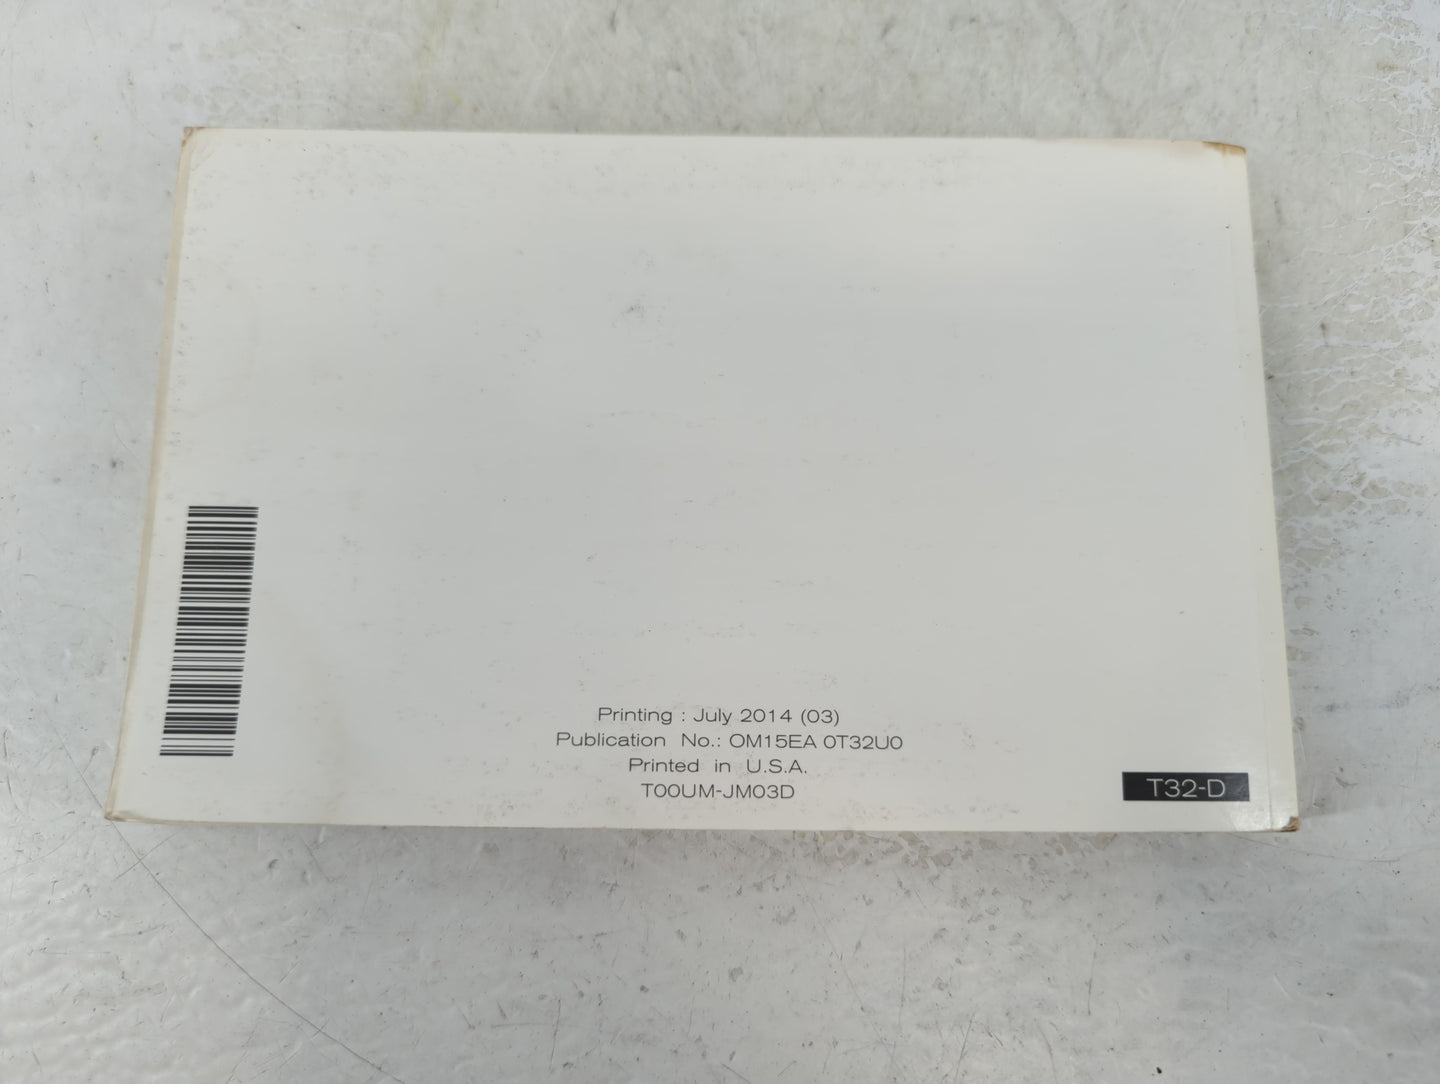 Printing : July 2014 (03)
Publication No.: OM15EA 0T32U0
Printed in U.S.A.
T00UM-JM03D
T32-D